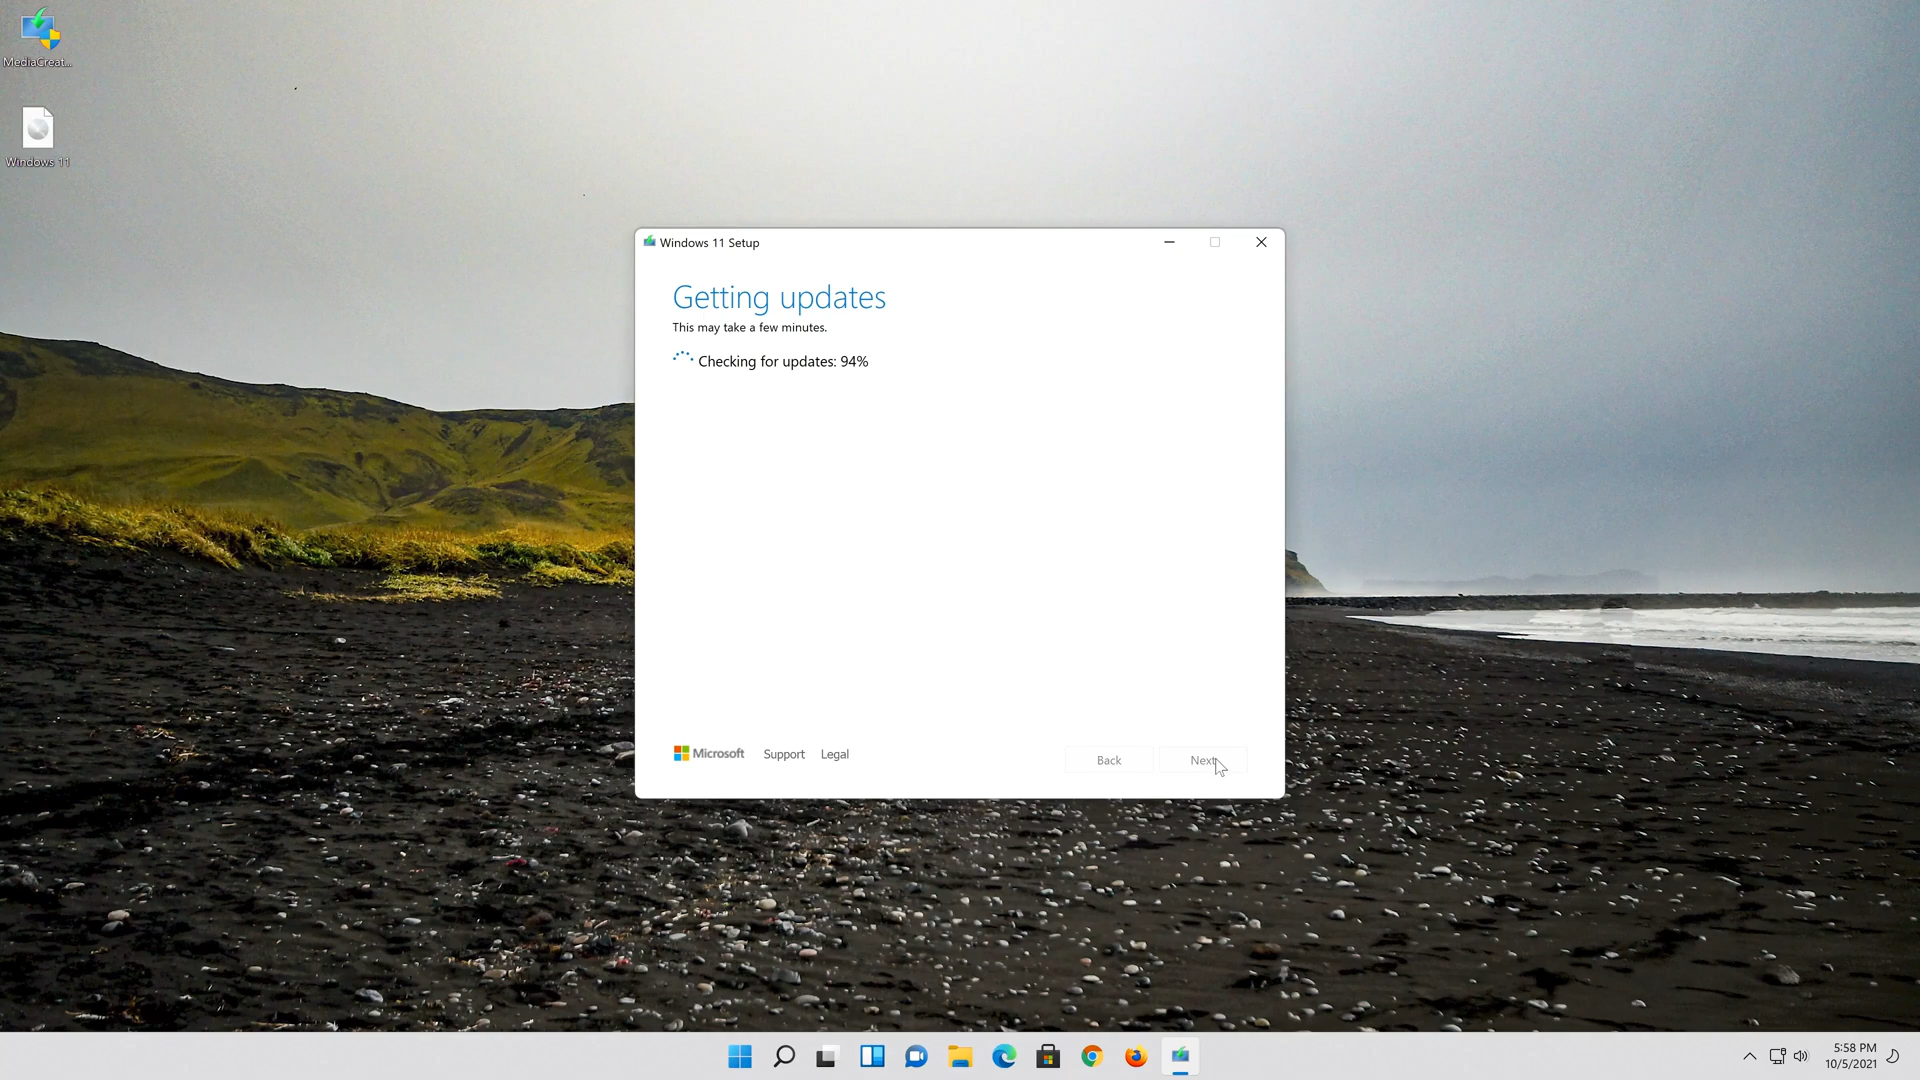 MediaCreat...
Windows 11
Windows 11 Setup
Getting updates
This may take a few minutes.
Checking for updates: 94%
Microsoft Support Legal
Back Next
5:58 PM
10/5/2021